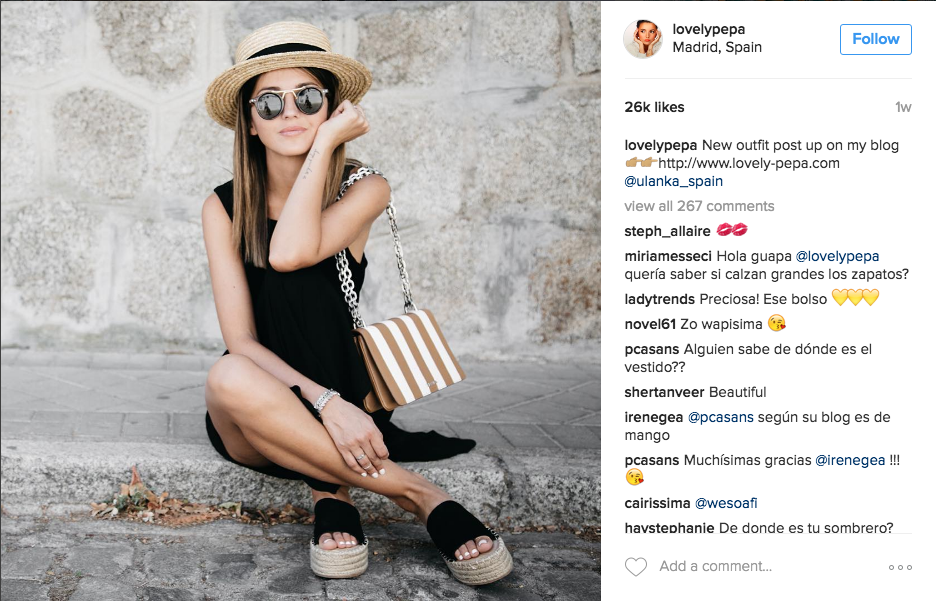 lovelypepa
Madrid, Spain
Follow
26k likes
1w
lovelypepa New outfit post up on my blog
👉🏽👉🏽http://www.lovely-pepa.com
@ulanka_spain
view all 267 comments
steph_allaire 💋💋
miriamesseci Hola guapa @lovelypepa
quería saber si calzan grandes los zapatos?
ladytrends Preciosa! Ese bolso 💛💛💛
novel61 Zo wapisima 😘
pcasans Alguien sabe de dónde es el
vestido??
shertanveer Beautiful
irenegea @pcasans según su blog es de
mango
pcasans Muchísimas gracias @irenegea !!!
😘
cairissima @wesoafi
havstephanie De donde es tu sombrero?
Add a comment...